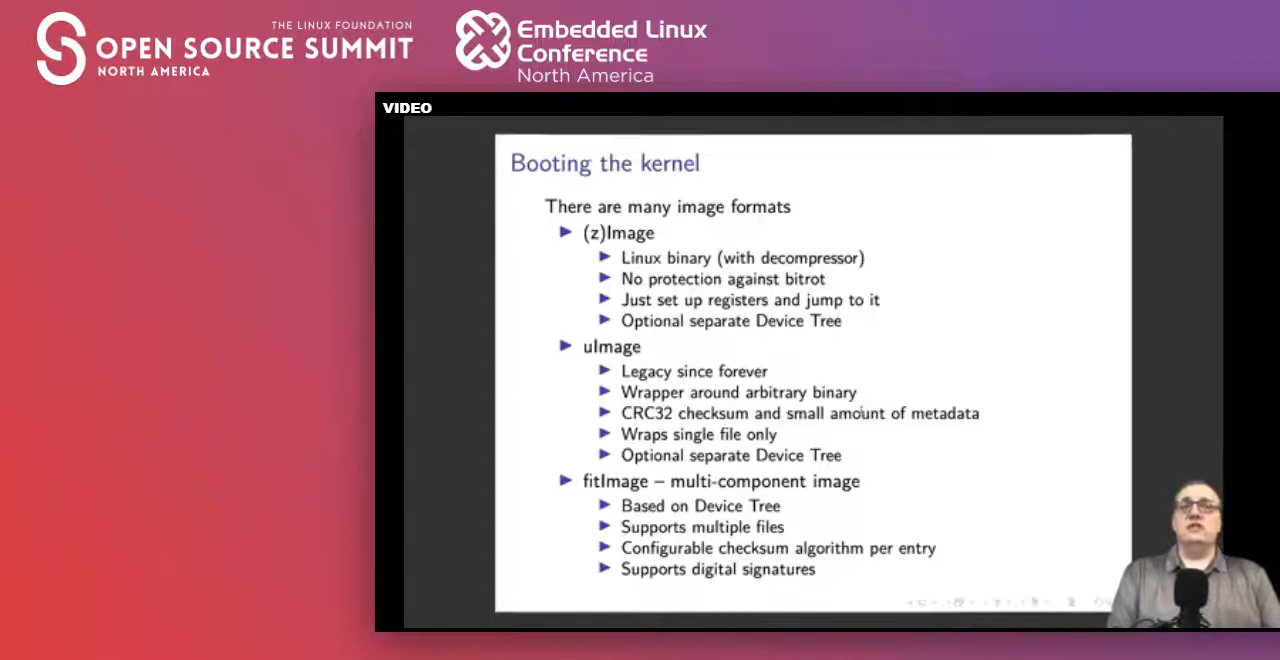 THE LINUX FOUNDATION
OPEN SOURCE SUMMIT
NORTH AMERICA
Embedded Linux
Conference
North America
VIDEO
Booting the kernel
There are many image formats
(z)Image
Linux binary (with decompressor)
No protection against bitrot
Just set up registers and jump to it
Optional separate Device Tree
uImage
Legacy since forever
Wrapper around arbitrary binary
CRC32 checksum and small amount of metadata
Wraps single file only
Optional separate Device Tree
fitImage – multi-component image
Based on Device Tree
Supports multiple files
Configurable checksum algorithm per entry
Supports digital signatures